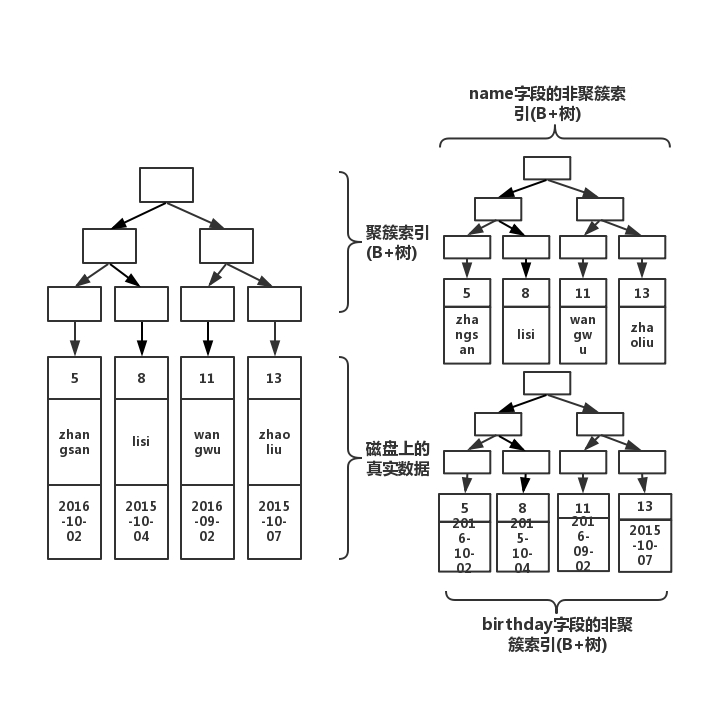 name字段的非聚簇索
引(B+树)
聚簇索引
(B+树)
5
8
11
13
zhan
gsan
lisi
wan
gwu
zhao
liu
2016
-10-
02
2015
-10-
04
2016
-09-
02
2015
-10-
07
磁盘上的
真实数据
5
8
11
13
zha
ngs
an
lisi
wan
gw
u
zha
oliu
5
8
11
13
201
6-
10-
02
201
5-
10-
04
201
6-
09-
02
2015
-10-
07
birthday字段的非聚
簇索引(B+树)